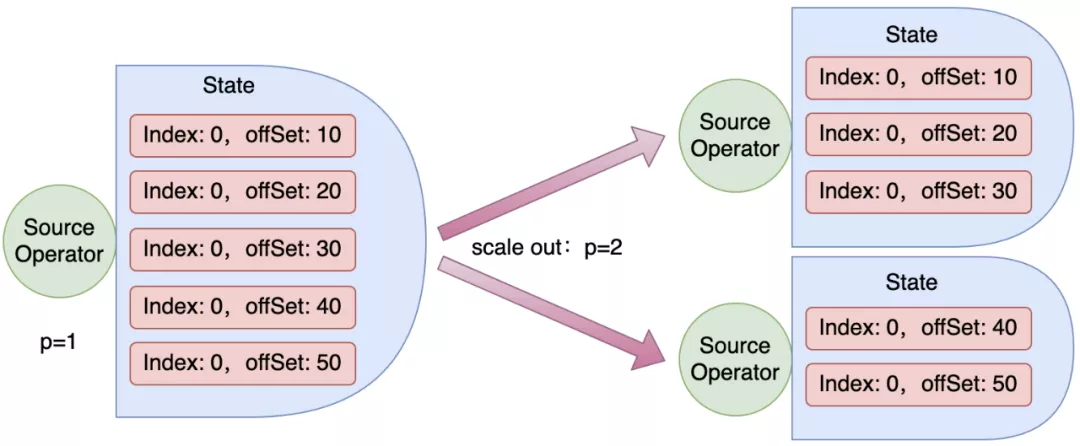 State
Index: 0，offSet: 10
Index: 0，offSet: 20
Index: 0，offSet: 30
Index: 0，offSet: 40
Index: 0，offSet: 50
Source
Operator
p=1
scale out：p=2
Source
Operator
State
Index: 0，offSet: 10
Index: 0，offSet: 20
Index: 0，offSet: 30
Source
Operator
State
Index: 0，offSet: 40
Index: 0，offSet: 50